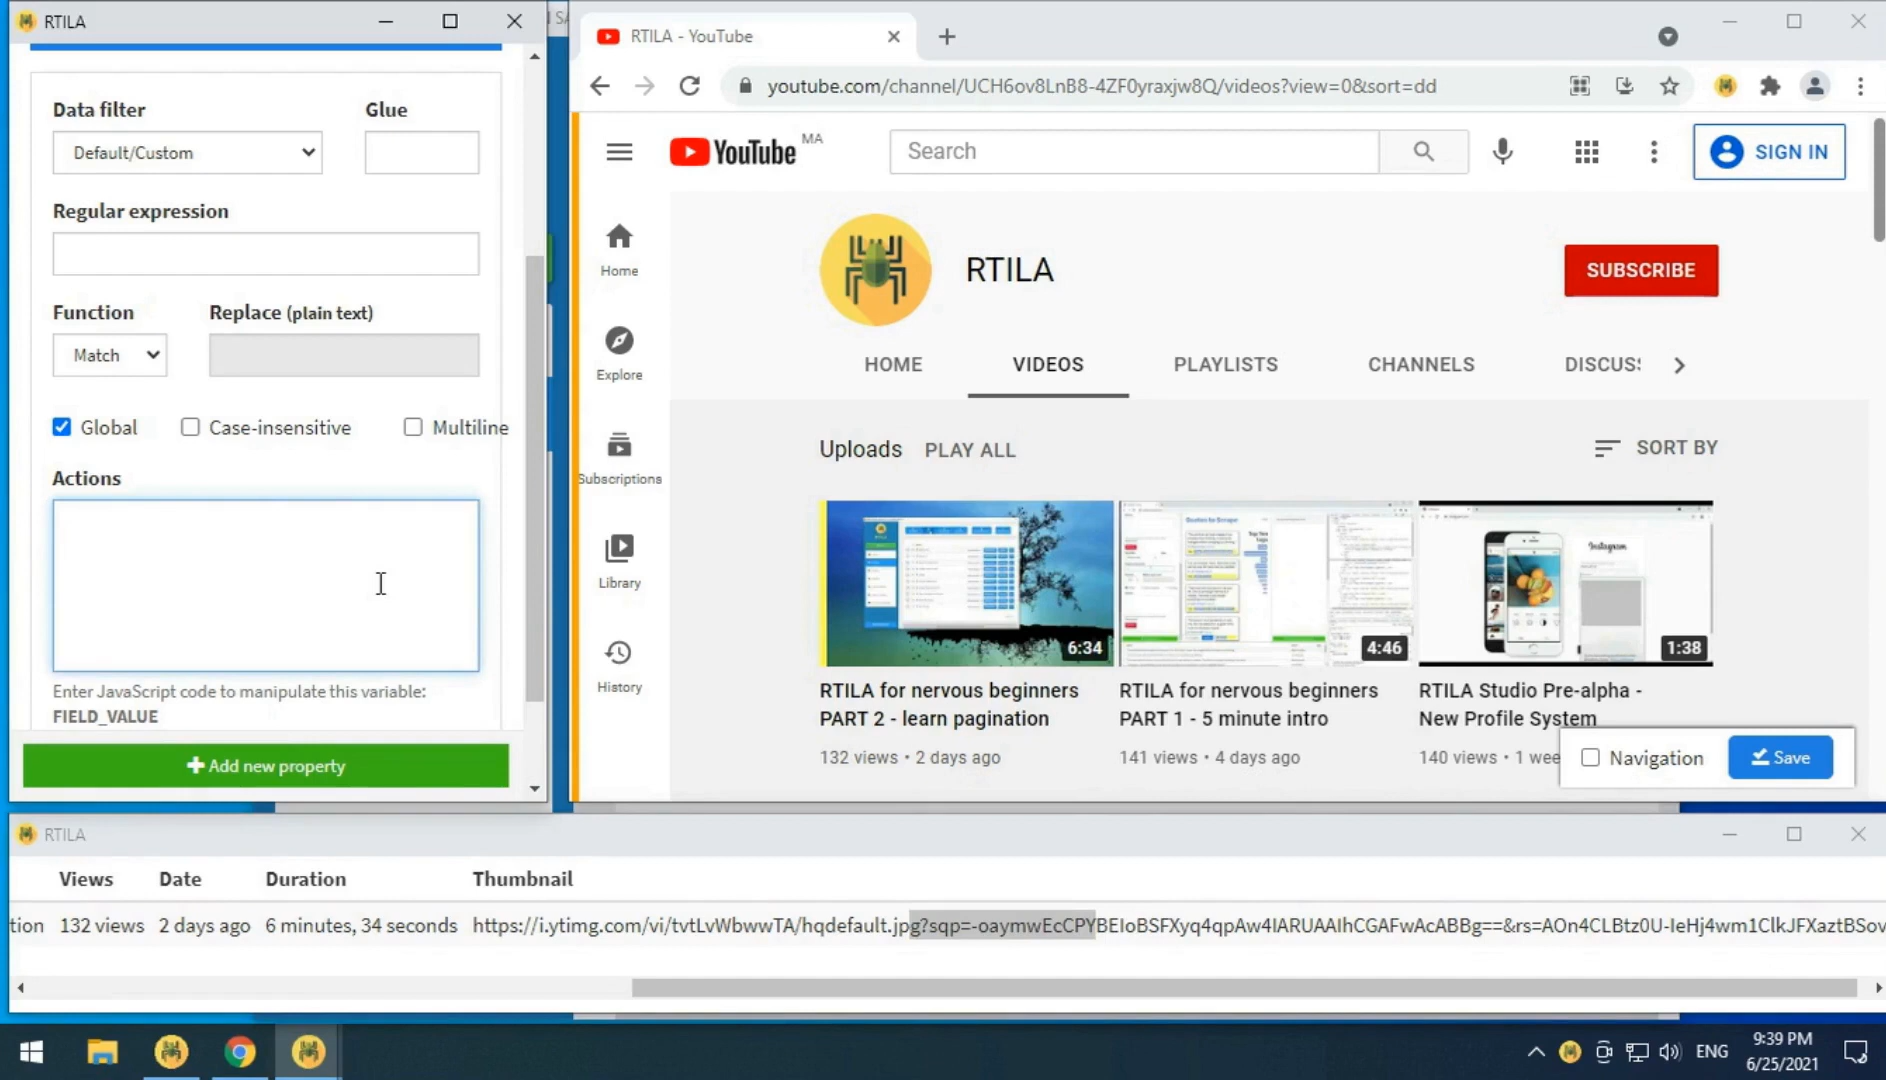 RTILA
Data filter
Glue
Default/Custom
Regular expression
Function
Replace (plain text)
Match
Global
Case-insensitive
Multiline
Actions
Enter JavaScript code to manipulate this variable:
FIELD_VALUE
Add new property
RTILA - YouTube
youtube.com/channel/UCH6ov8LnB8-4ZF0yraxjw8Q/videos?view=0&sort=dd
YouTube MA
Search
SIGN IN
Home
Explore
Subscriptions
Library
History
RTILA
SUBSCRIBE
HOME
VIDEOS
PLAYLISTS
CHANNELS
DISCUS
Uploads
PLAY ALL
SORT BY
6:34
4:46
Instagram
1:38
RTILA for nervous beginners
PART 2 - learn pagination
132 views • 2 days ago
RTILA for nervous beginners
PART 1 - 5 minute intro
141 views • 4 days ago
RTILA Studio Pre-alpha -
New Profile System
140 views • 1 wee
Navigation
Save
RTILA
Views Date Duration Thumbnail
tion 132 views 2 days ago 6 minutes, 34 seconds https://i.ytimg.com/vi/tvtLvWbwwTA/hqdefault.jpg?sqp=-oaymwEcCPYBEIoBSFXyq4qpAw4IARUAAIhCGAFwAcABBg==&rs=AOn4CLBtz0U-IeHj4wm1ClkJFXaztBSov
ENG
9:39 PM
6/25/2021